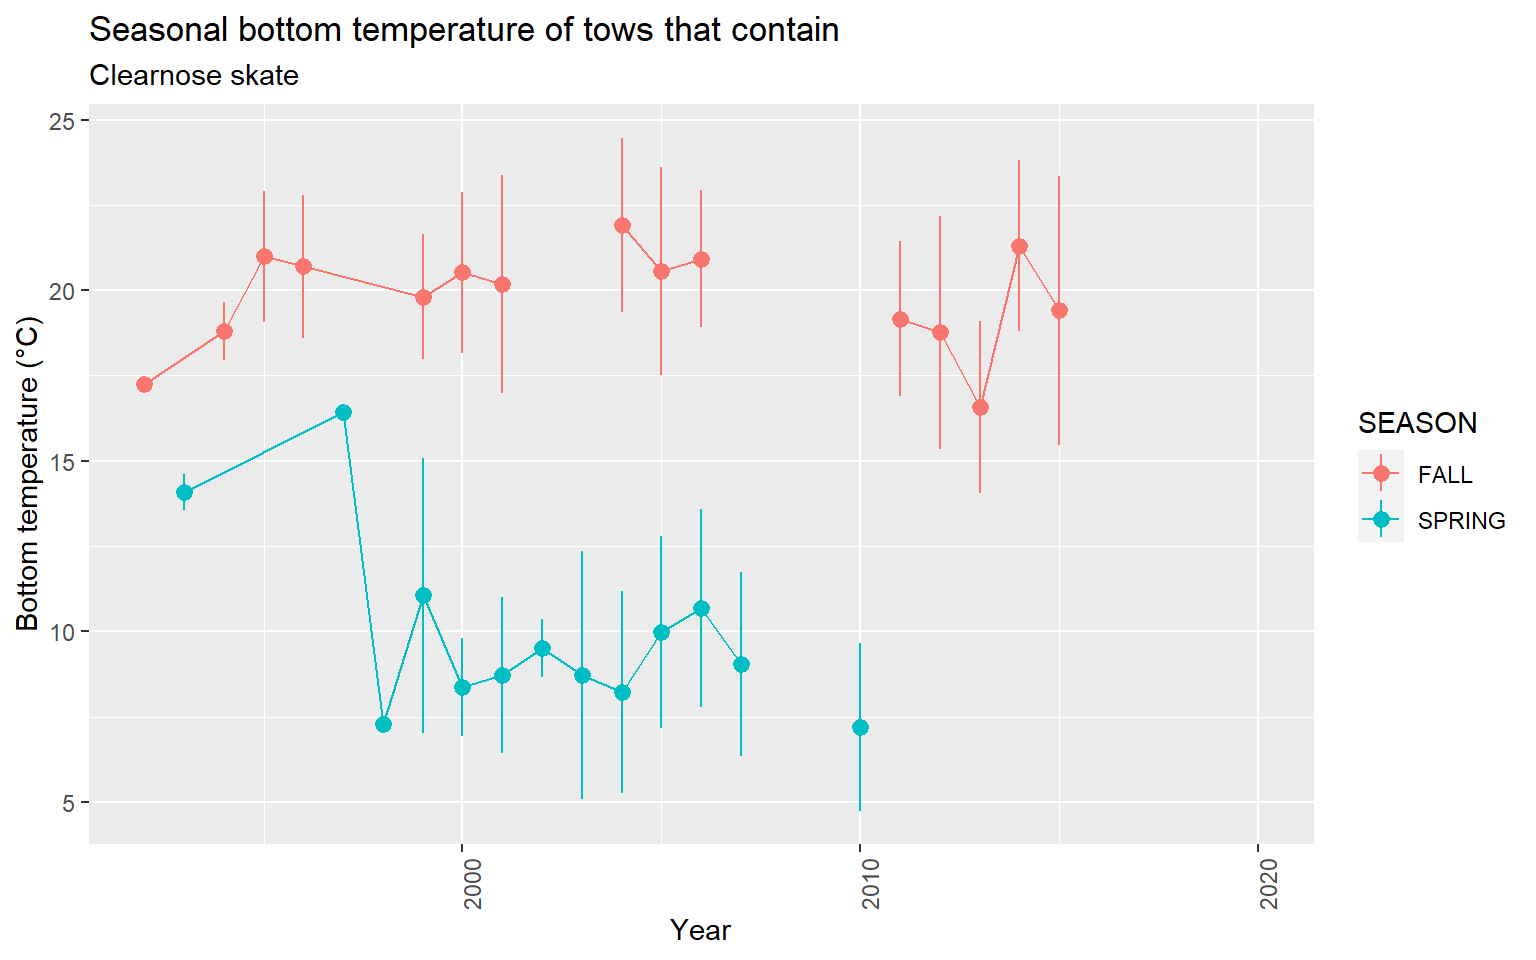 Seasonal bottom temperature of tows that contain
Clearnose skate
25
20
15
10
5
Bottom temperature (°C)
2000
2010
2020
Year
SEASON
FALL
SPRING